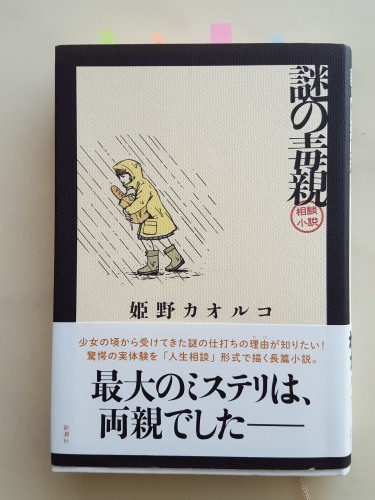 謎の毒親
相談
小説
姫野カオルコ
少女の頃から受けてきた謎の仕打ちの理由が知りたい!
驚愕の実体験を「人生相談」形式で描く長篇小説。
最大のミステリは、
両親でした――
新潮社